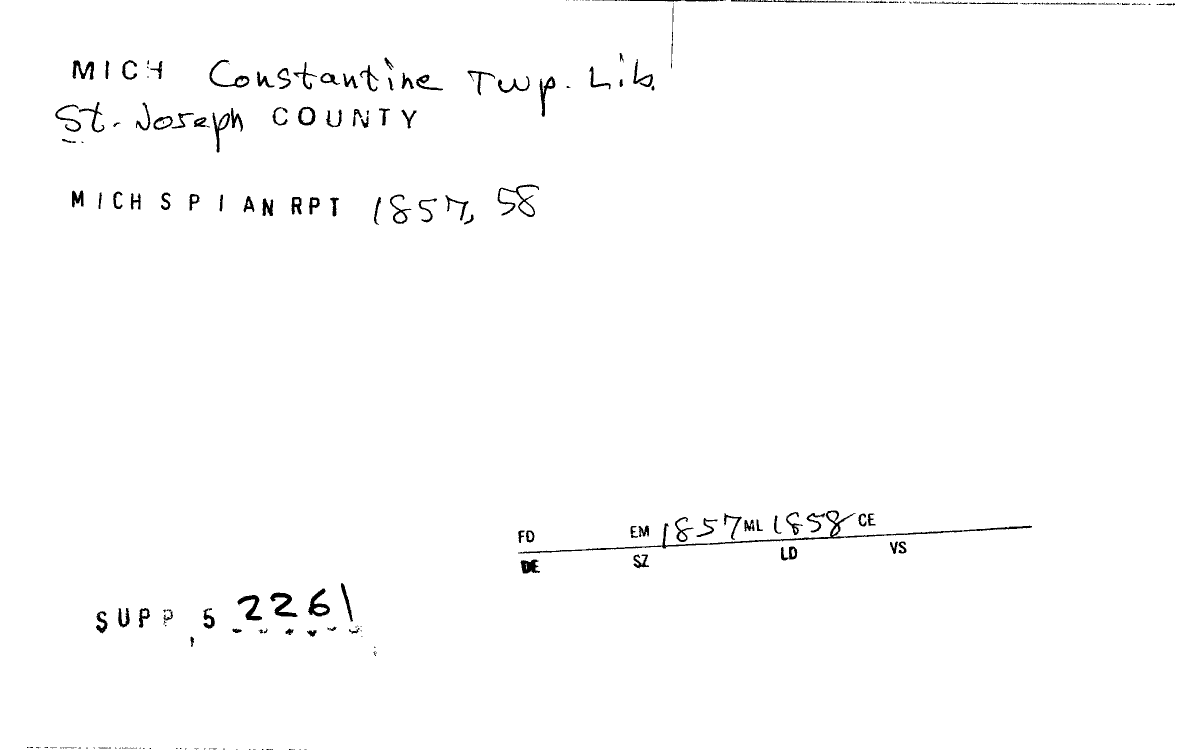 MICH Constantine Twp. Lib.
St. Joseph COUNTY
MICH S P I AN RPT 1857, 58
FD EM 1857 ML 1858 CE
DE SZ LD VS
SUPP, 5 2261